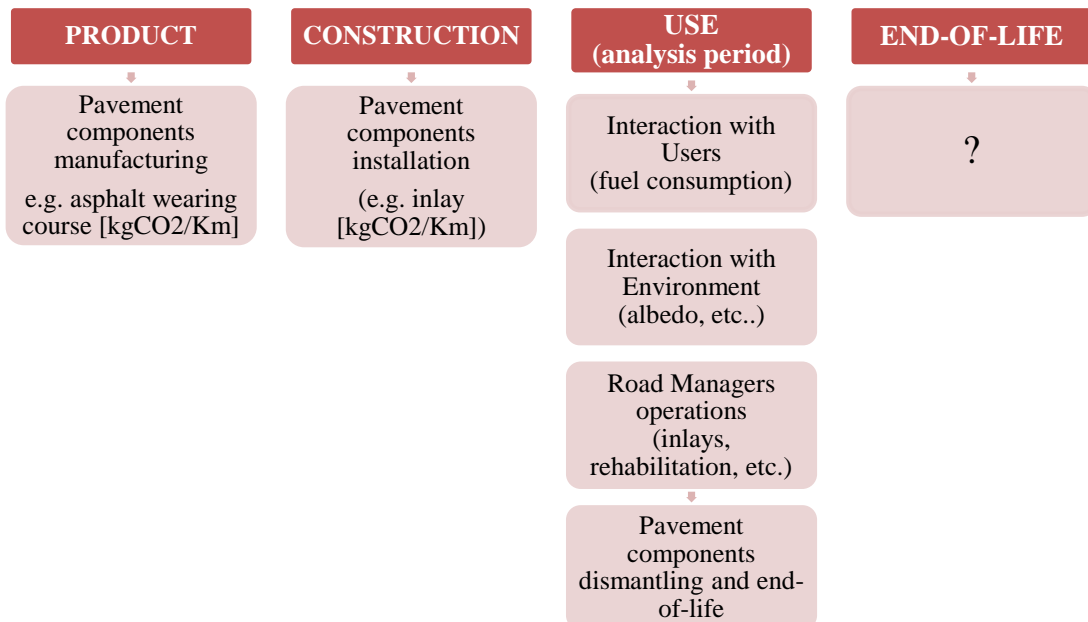 PRODUCT
Pavement
components
manufacturing
e.g. asphalt wearing
course [kgCO2/Km]
CONSTRUCTION
Pavement
components
installation
(e.g. inlay
[kgCO2/Km])
USE
(analysis period)
Interaction with
Users
(fuel consumption)
Interaction with
Environment
(albedo, etc..)
Road Managers
operations
(inlays,
rehabilitation, etc.)
Pavement
components
dismantling and end-
of-life
END-OF-LIFE
?